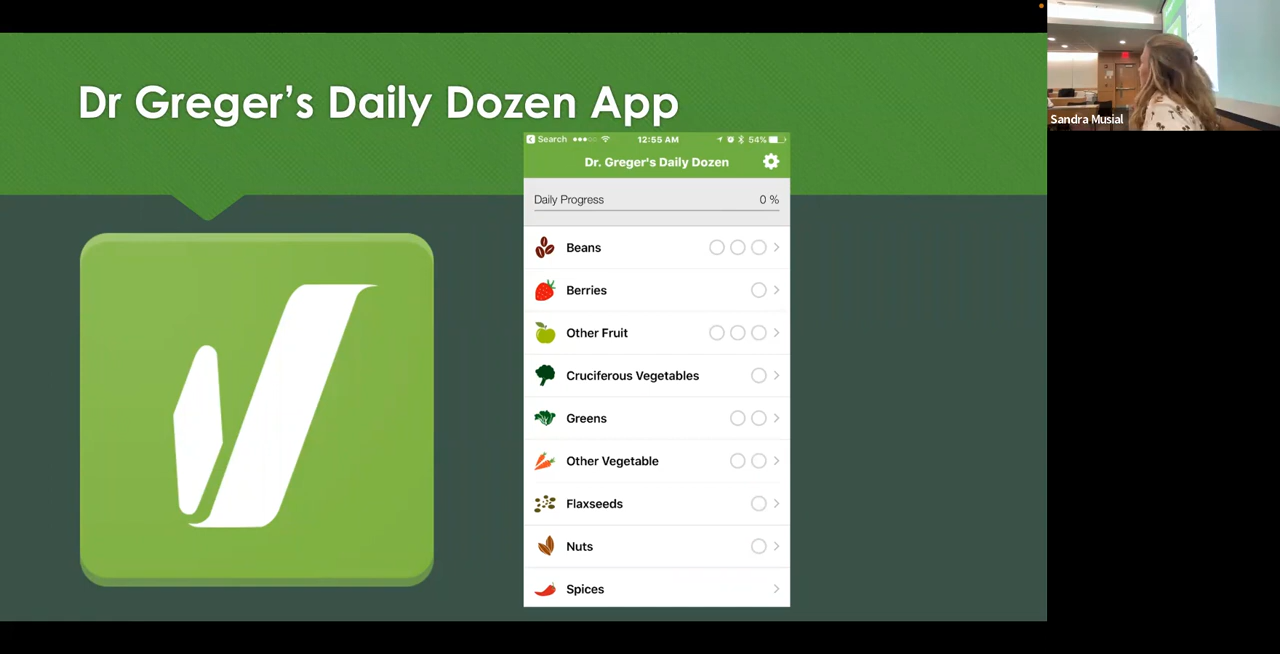 Dr Greger's Daily Dozen App
Search 12:55 AM 54%
Dr. Greger's Daily Dozen
Daily Progress 0 %
Beans
Berries
Other Fruit
Cruciferous Vegetables
Greens
Other Vegetable
Flaxseeds
Nuts
Spices
Sandra Musial